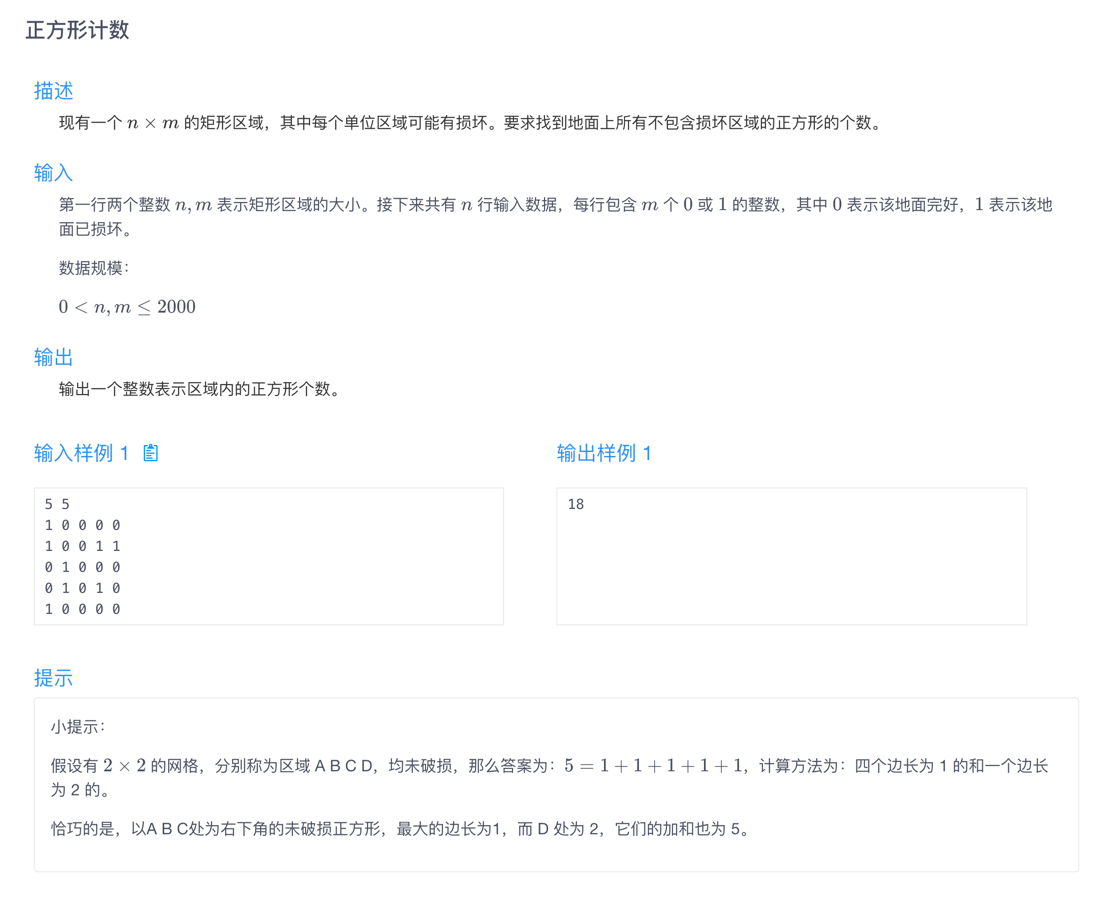 正方形计数
描述
现有一个 n × m 的矩形区域，其中每个单位区域可能有损坏。要求找到地面上所有不包含损坏区域的正方形的个数。
输入
第一行两个整数 n, m 表示矩形区域的大小。接下来共有 n 行输入数据，每行包含 m 个 0 或 1 的整数，其中 0 表示该地面完好，1 表示该地
面已损坏。
数据规模：
0 < n, m ≤ 2000
输出
输出一个整数表示区域内的正方形个数。
输入样例 1
5 5
1 0 0 0 0
1 0 0 1 1
0 1 0 0 0
0 1 0 1 0
1 0 0 0 0
输出样例 1
18
提示
小提示：
假设有 2 × 2 的网格，分别称为区域 A B C D，均未破损，那么答案为：5 = 1 + 1 + 1 + 1 + 1，计算方法为：四个边长为 1 的和一个边长
为 2 的。
恰巧的是，以A B C处为右下角的未破损正方形，最大的边长为1，而 D 处为 2，它们的加和也为 5。